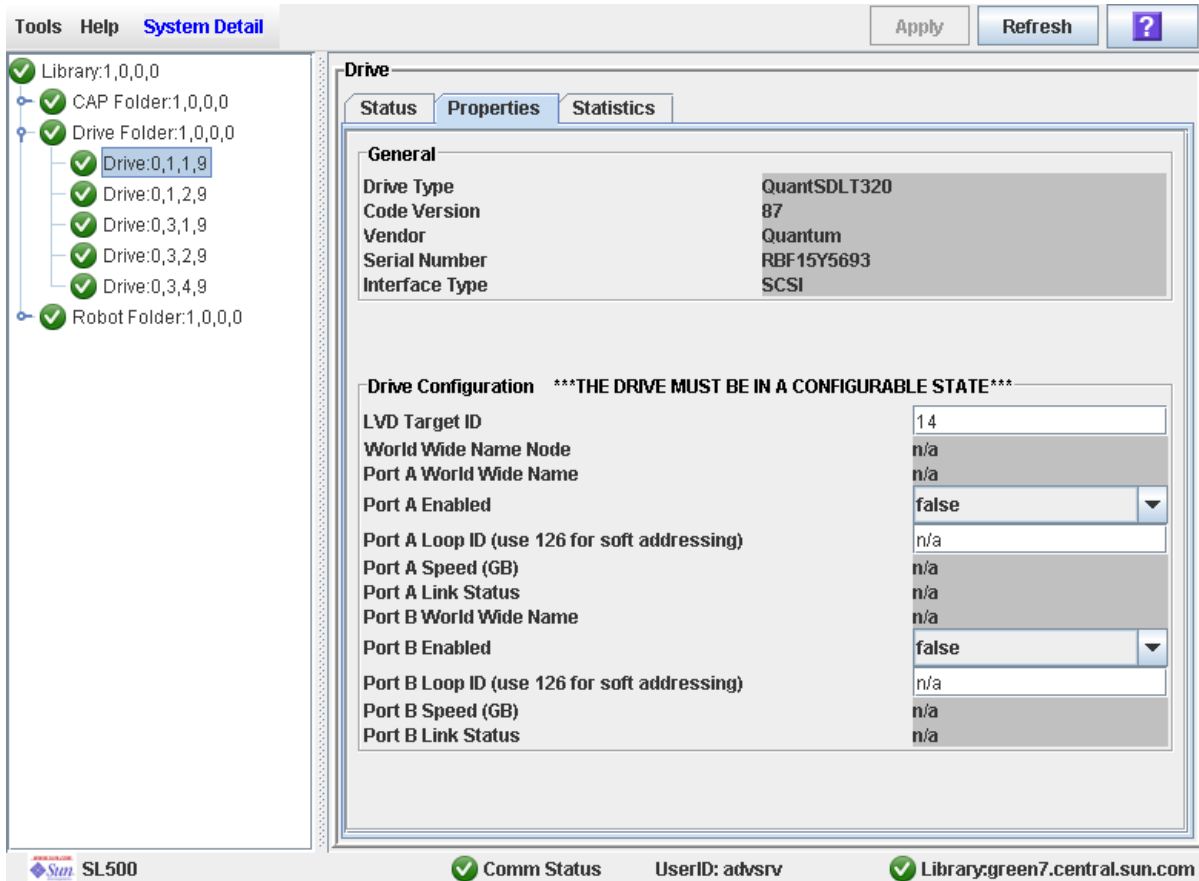 Tools Help System Detail Apply Refresh ?
Library:1,0,0,0
CAP Folder:1,0,0,0
Drive Folder:1,0,0,0
Drive:0,1,1,9
Drive:0,1,2,9
Drive:0,3,1,9
Drive:0,3,2,9
Drive:0,3,4,9
Robot Folder:1,0,0,0
Drive
Status Properties Statistics
General
Drive Type QuantSDLT320
Code Version 87
Vendor Quantum
Serial Number RBF15Y5693
Interface Type SCSI
Drive Configuration ***THE DRIVE MUST BE IN A CONFIGURABLE STATE***
LVD Target ID 14
World Wide Name Node n/a
Port A World Wide Name n/a
Port A Enabled false
Port A Loop ID (use 126 for soft addressing) n/a
Port A Speed (GB) n/a
Port A Link Status n/a
Port B World Wide Name n/a
Port B Enabled false
Port B Loop ID (use 126 for soft addressing) n/a
Port B Speed (GB) n/a
Port B Link Status n/a
Sun SL500 Comm Status UserID: advsrv Library:green7.central.sun.com